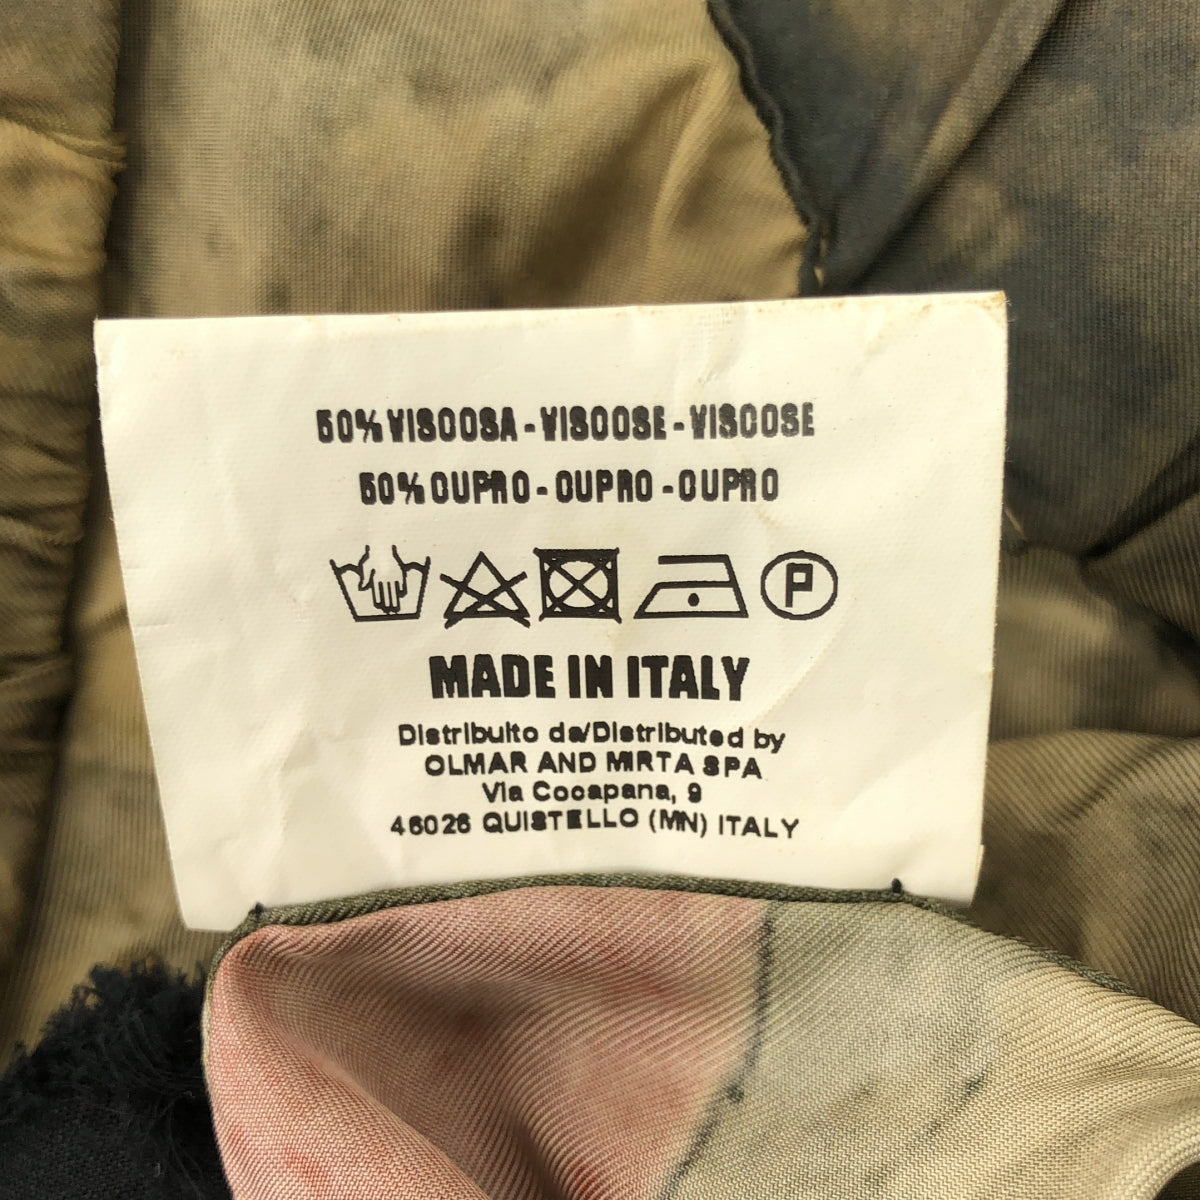 50% VISCOSA - VISCOSE - VISCOSE
50% CUPRO - CUPRO - CUPRO
P
MADE IN ITALY
Distribuito da/Distributed by
OLMAR AND MIRTA SPA
Via Cocapana, 9
46026 QUISTELLO (MN) ITALY